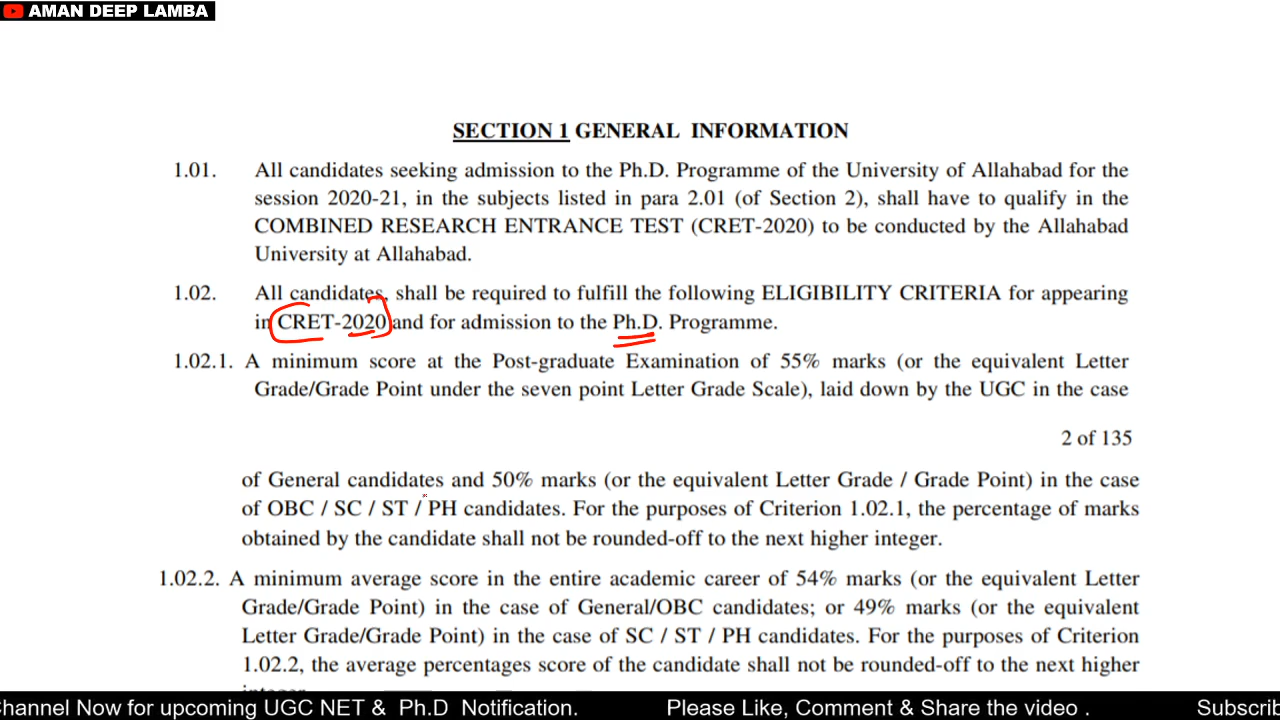 AMAN DEEP LAMBA
SECTION 1 GENERAL INFORMATION
1.01. All candidates seeking admission to the Ph.D. Programme of the University of Allahabad for the
session 2020-21, in the subjects listed in para 2.01 (of Section 2), shall have to qualify in the
COMBINED RESEARCH ENTRANCE TEST (CRET-2020) to be conducted by the Allahabad
University at Allahabad.
1.02. All candidates, shall be required to fulfill the following ELIGIBILITY CRITERIA for appearing
in CRET-2020 and for admission to the Ph.D. Programme.
1.02.1. A minimum score at the Post-graduate Examination of 55% marks (or the equivalent Letter
Grade/Grade Point under the seven point Letter Grade Scale), laid down by the UGC in the case
2 of 135
of General candidates and 50% marks (or the equivalent Letter Grade / Grade Point) in the case
of OBC / SC / ST / PH candidates. For the purposes of Criterion 1.02.1, the percentage of marks
obtained by the candidate shall not be rounded-off to the next higher integer.
1.02.2. A minimum average score in the entire academic career of 54% marks (or the equivalent Letter
Grade/Grade Point) in the case of General/OBC candidates; or 49% marks (or the equivalent
Letter Grade/Grade Point) in the case of SC / ST / PH candidates. For the purposes of Criterion
1.02.2, the average percentages score of the candidate shall not be rounded-off to the next higher
integer.
hannel Now for upcoming UGC NET & Ph.D Notification. Please Like, Comment & Share the video . Subscrib